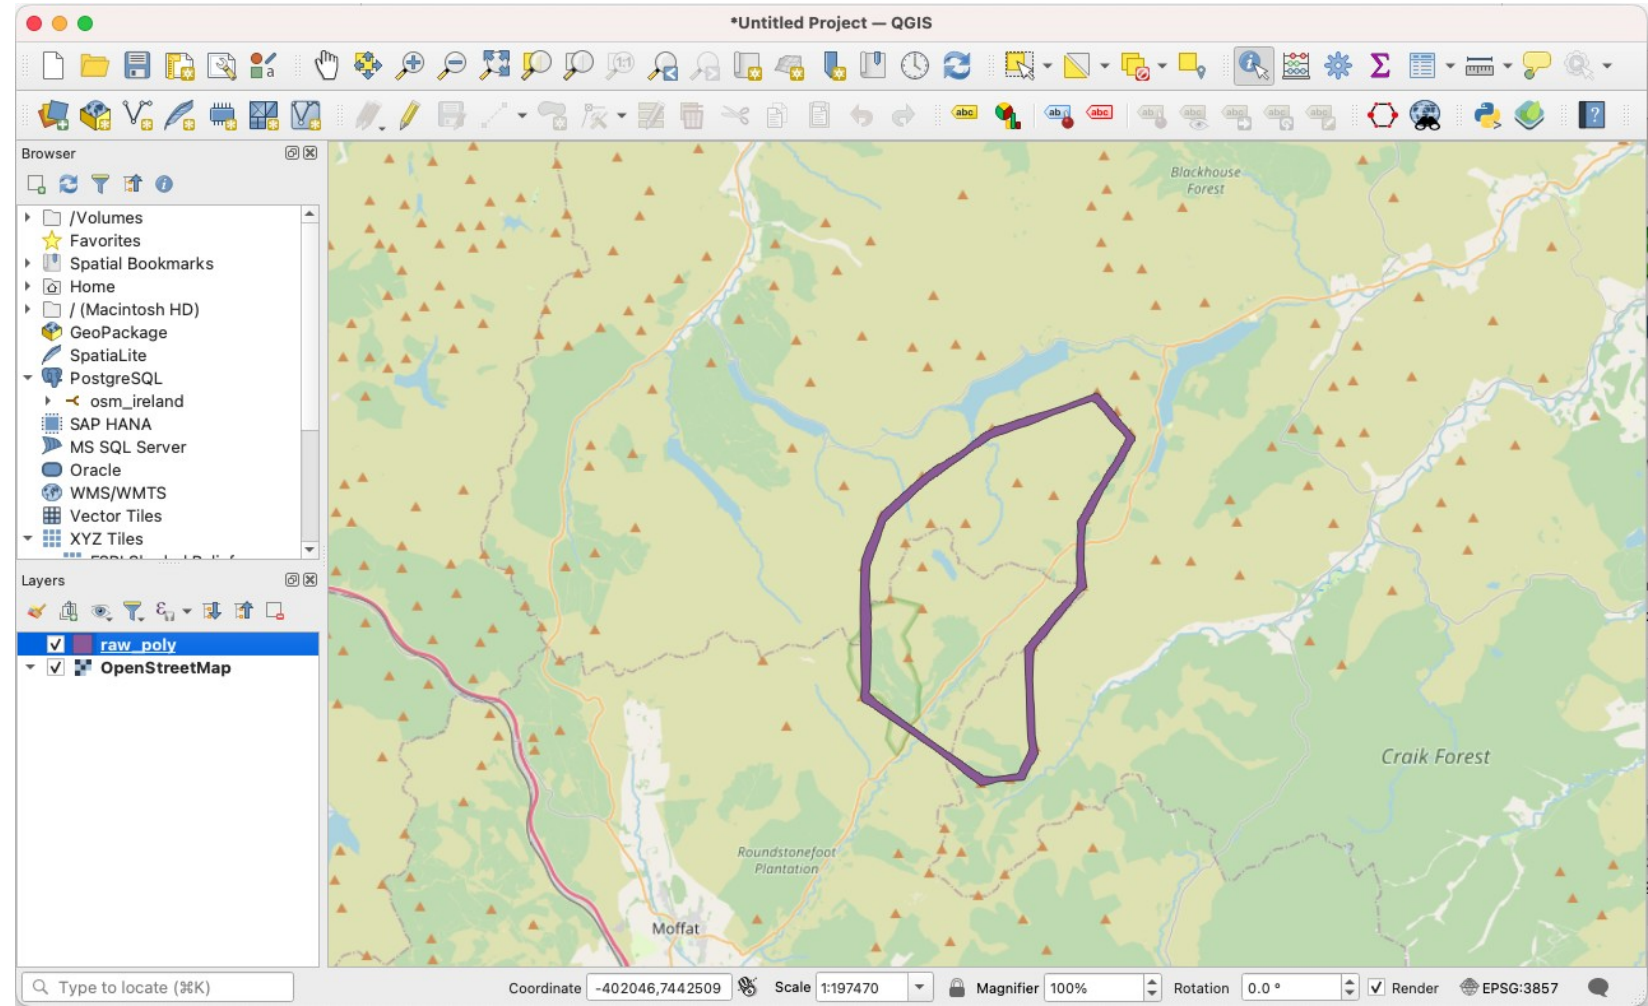 *Untitled Project — QGIS
Browser
/Volumes
Favorites
Spatial Bookmarks
Home
/ (Macintosh HD)
GeoPackage
SpatiaLite
PostgreSQL
osm_ireland
SAP HANA
MS SQL Server
Oracle
WMS/WMTS
Vector Tiles
XYZ Tiles
Layers
raw_poly
OpenStreetMap
Blackhouse
Forest
Craik Forest
Roundstonefoot
Plantation
Moffat
Type to locate (⌘K)
Coordinate -402046,7442509 Scale 1:197470 Magnifier 100% Rotation 0.0 ° Render EPSG:3857